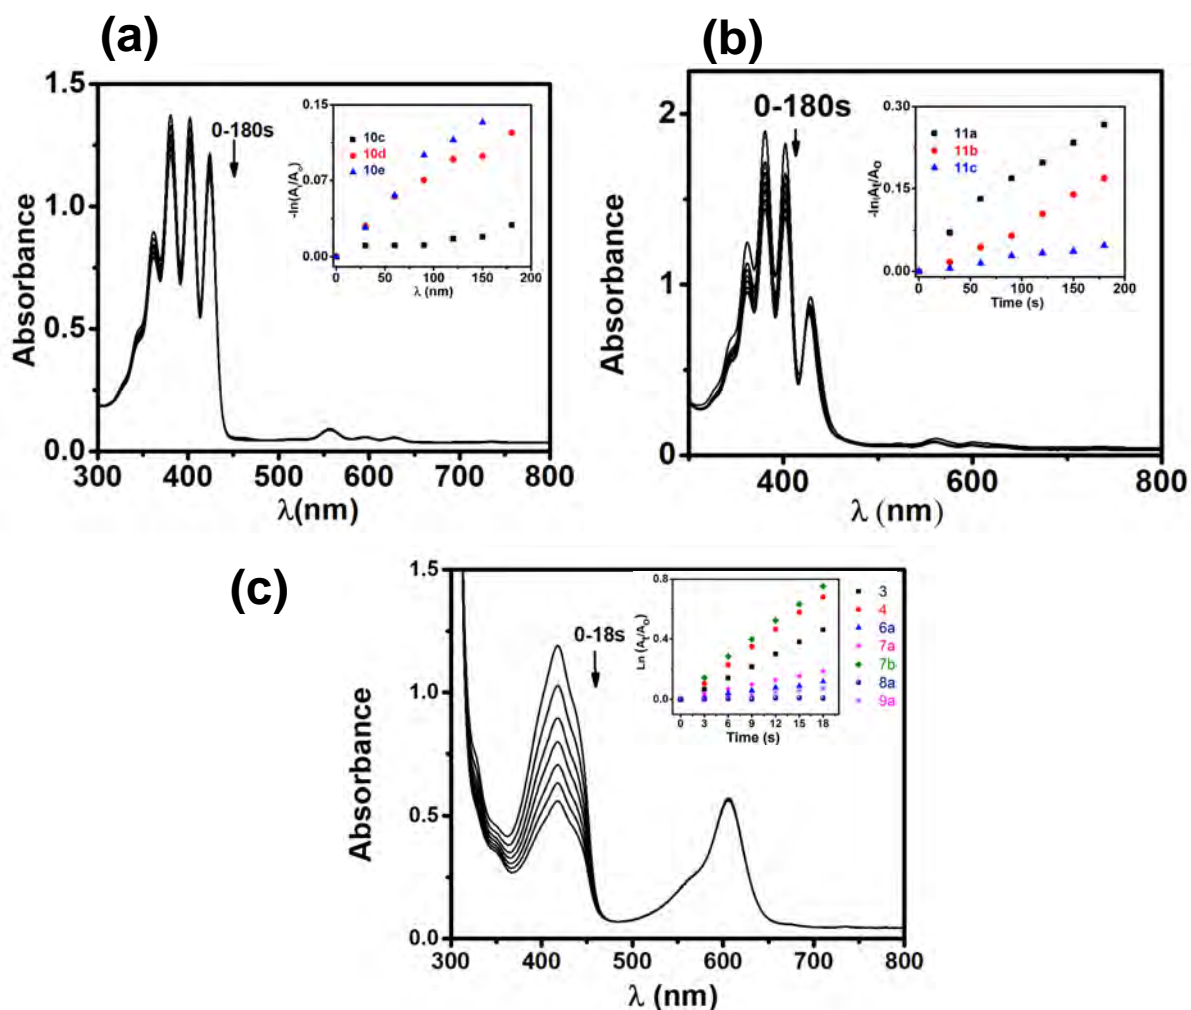 (a)
1.5
1.0
0.5
0.0
Absorbance
300 400 500 600 700 800
λ(nm)
0-180s
0.15
0.07
0.00
-ln(At/Ao)
0 50 100 150 200
λ (nm)
10c
10d
10e
(b)
2
1
0
Absorbance
400 600 800
λ (nm)
0-180s
0.30
0.15
0.00
-ln(At/Ao
0 50 100 150 200
Time (s)
11a
11b
11c
(c)
1.5
1.0
0.5
0.0
Absorbance
300 400 500 600 700 800
λ (nm)
0-18s
0.8
0.4
0.0
Ln (At/Ao)
0 3 6 9 12 15 18
Time (s)
3
4
6a
7a
7b
8a
9a